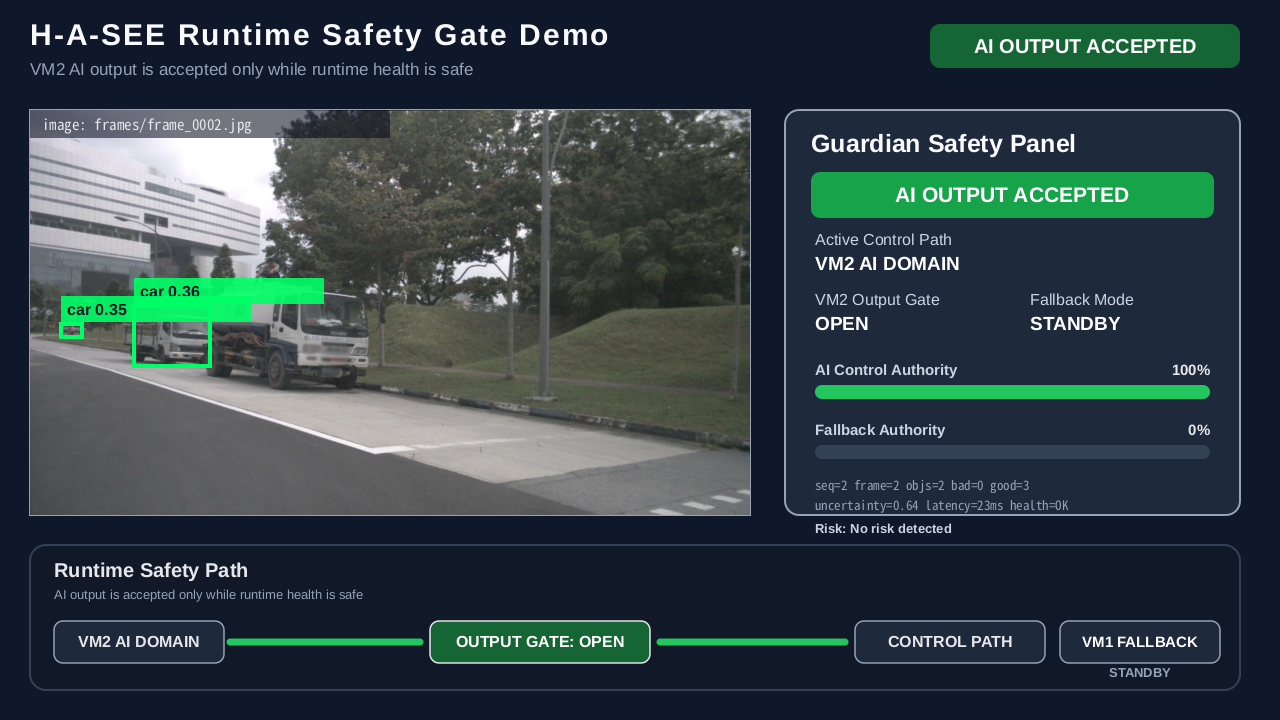 H-A-SEE Runtime Safety Gate Demo
VM2 AI output is accepted only while runtime health is safe
AI OUTPUT ACCEPTED
image: frames/frame_0002.jpg
car 0.36
car 0.35
Guardian Safety Panel
AI OUTPUT ACCEPTED
Active Control Path
VM2 AI DOMAIN
VM2 Output Gate
Fallback Mode
OPEN
STANDBY
AI Control Authority
100%
Fallback Authority
0%
seq=2 frame=2 objs=2 bad=0 good=3
uncertainty=0.64 latency=23ms health=OK
Risk: No risk detected
Runtime Safety Path
AI output is accepted only while runtime health is safe
VM2 AI DOMAIN
OUTPUT GATE: OPEN
CONTROL PATH
VM1 FALLBACK
STANDBY